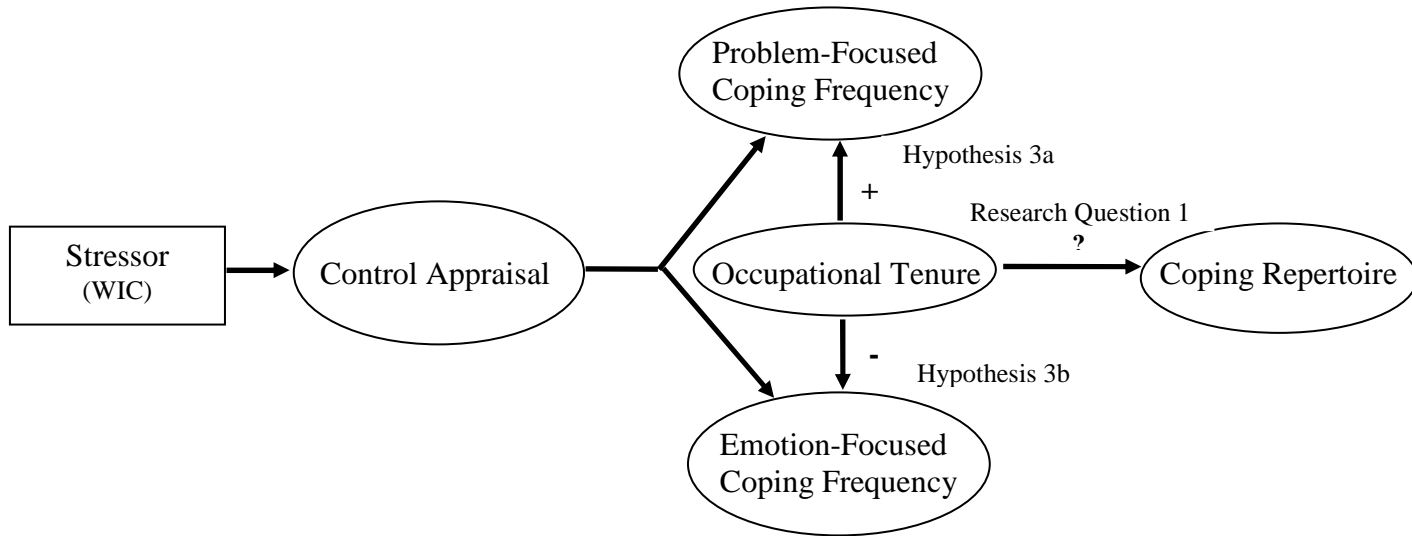 Problem-Focused
Coping Frequency
Hypothesis 3a
+
Research Question 1
?
Stressor
(WIC)
Control Appraisal
Occupational Tenure
Coping Repertoire
-
Hypothesis 3b
Emotion-Focused
Coping Frequency